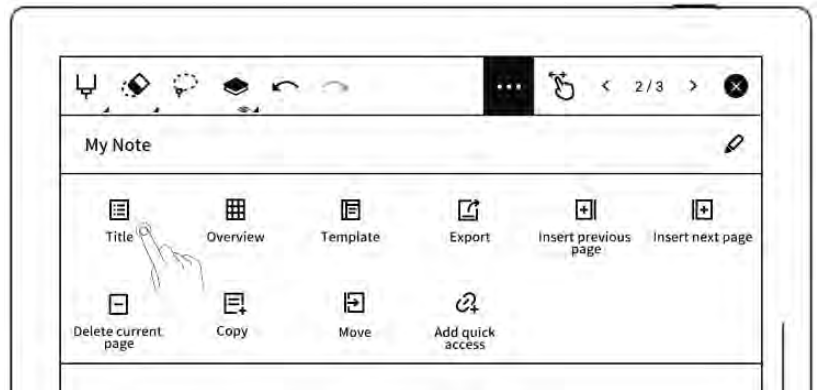 2/3
My Note
Title
Overview
Template
Export
Insert previous
page
Insert next page
Delete current
page
Copy
Move
Add quick
access